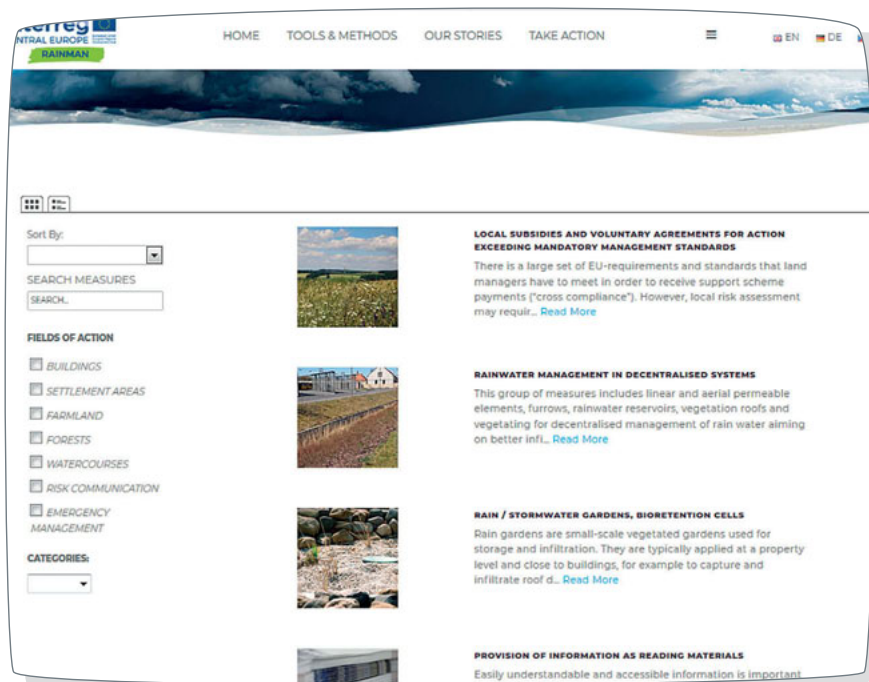 CENTRAL EUROPE
RAINMAN
HOME TOOLS & METHODS OUR STORIES TAKE ACTION EN DE
Sort By:
SEARCH MEASURES
SEARCH...
FIELDS OF ACTION
BUILDINGS
SETTLEMENT AREAS
FARMLAND
FORESTS
WATERCOURSES
RISK COMMUNICATION
EMERGENCY
MANAGEMENT
CATEGORIES:
LOCAL SUBSIDIES AND VOLUNTARY AGREEMENTS FOR ACTION
EXCEEDING MANDATORY MANAGEMENT STANDARDS
There is a large set of EU-requirements and standards that land
managers have to meet in order to receive support scheme
payments ("cross compliance"). However, local risk assessment
may requir... Read More
RAINWATER MANAGEMENT IN DECENTRALISED SYSTEMS
This group of measures includes linear and aerial permeable
elements, furrows, rainwater reservoirs, vegetation roofs and
vegetating for decentralised management of rain water aiming
on better infi... Read More
RAIN / STORMWATER GARDENS, BIORETENTION CELLS
Rain gardens are small-scale vegetated gardens used for
storage and infiltration. They are typically applied at a property
level and close to buildings, for example to capture and
infiltrate roof d... Read More
PROVISION OF INFORMATION AS READING MATERIALS
Easily understandable and accessible information is important